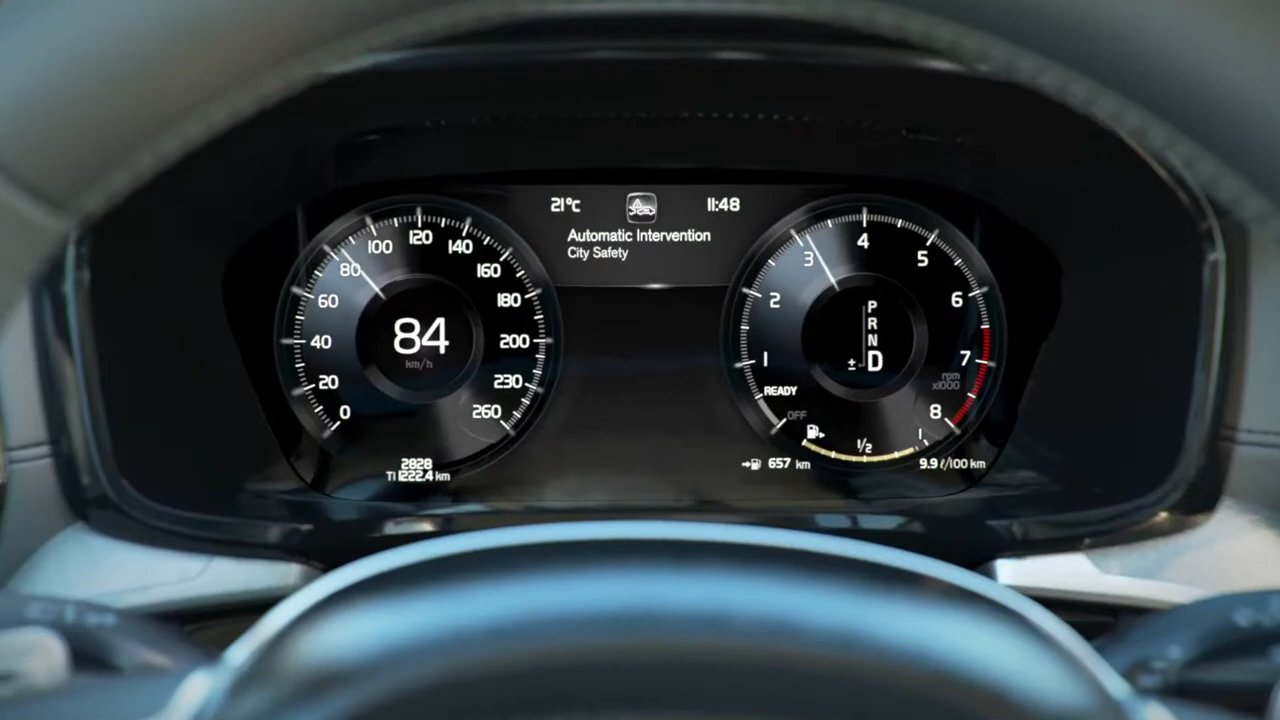 21°C 11:48
Automatic Intervention
City Safety
0
20
40
60
80
100
120
140
160
180
200
230
260
84
km/h
2828
T1 1222.4 km
1
2
3
4
5
6
7
8
rpm
x1000
P
R
N
± D
READY
OFF
1/2
1
657 km
9.9 ℓ/100 km